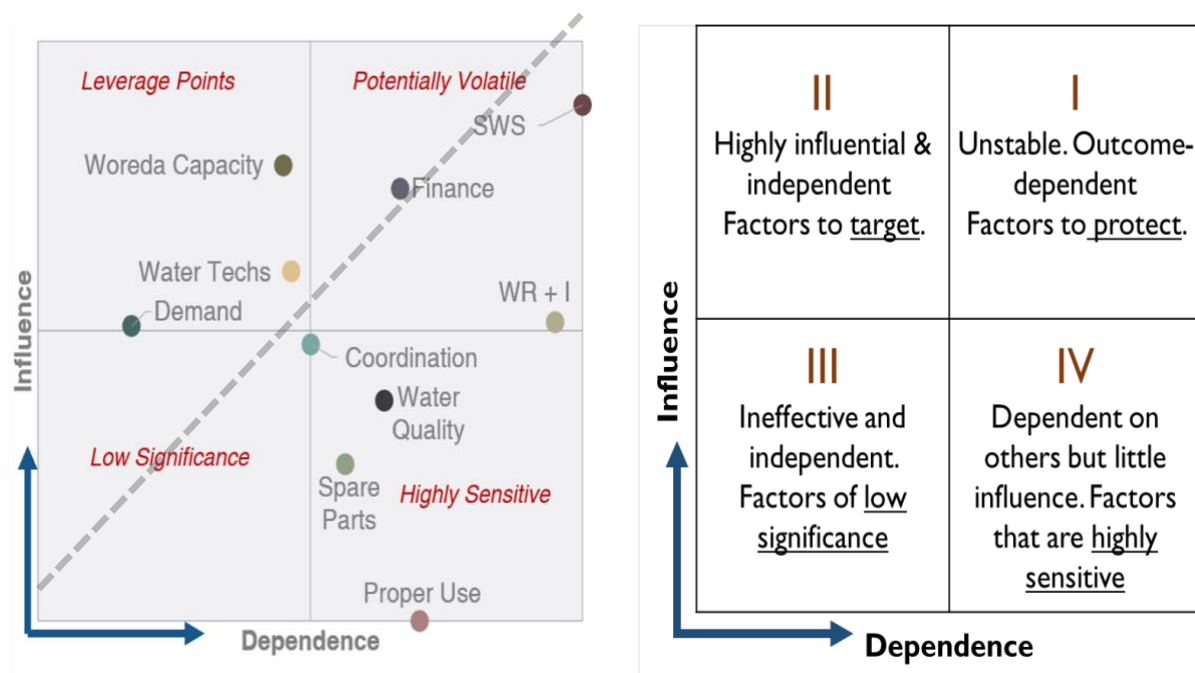 Leverage Points
Potentially Volatile
SWS
Woreda Capacity
Finance
Water Techs
WR + I
Demand
Coordination
Water
Quality
Low Significance
Spare
Parts
Highly Sensitive
Proper Use
Influence
Dependence
II
Highly influential &
independent
Factors to target.
I
Unstable. Outcome-
dependent
Factors to protect.
III
Ineffective and
independent.
Factors of low
significance
IV
Dependent on
others but little
influence. Factors
that are highly
sensitive
Influence
Dependence